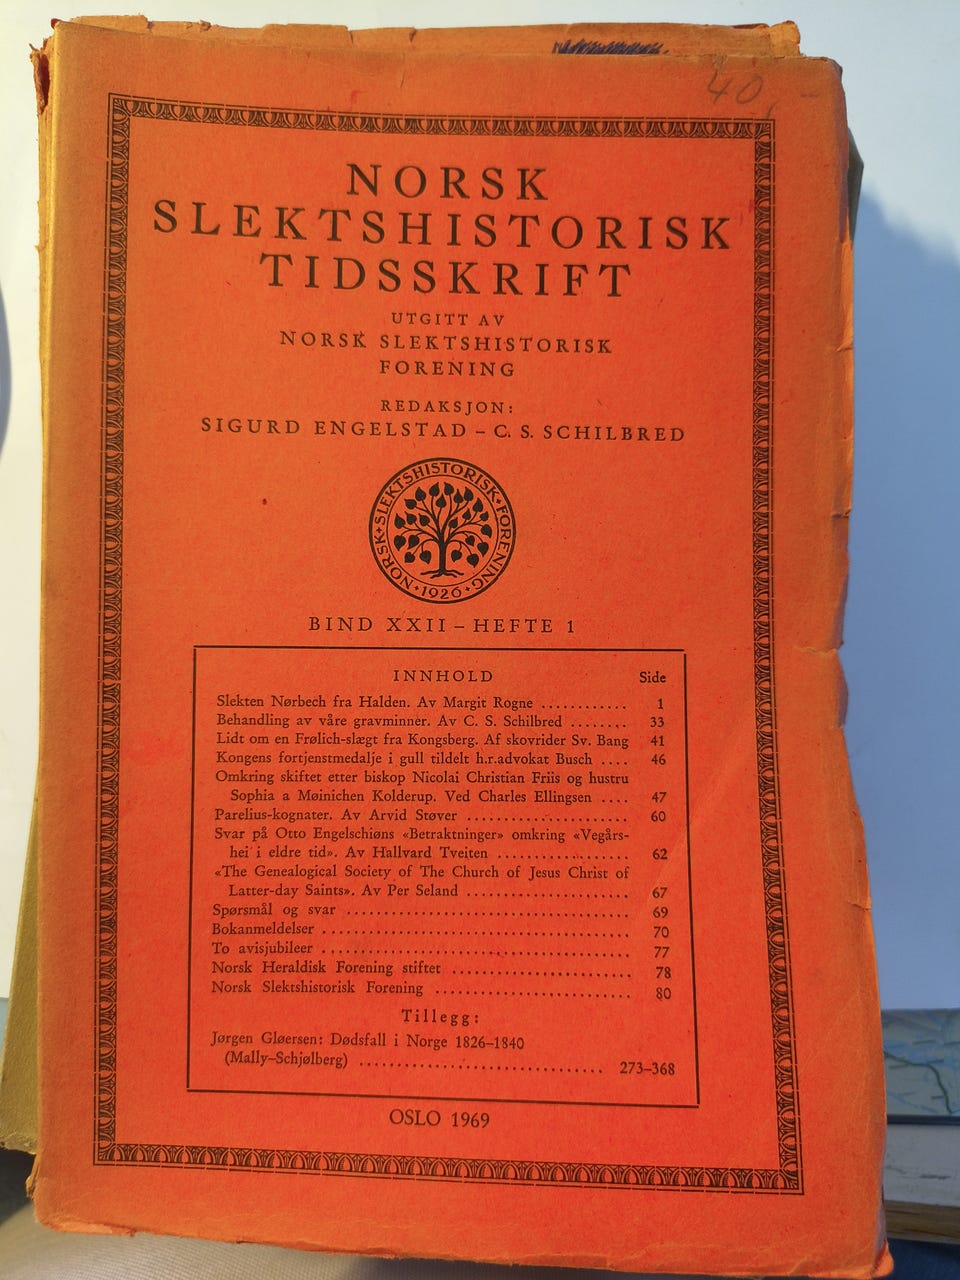 40,-
NORSK
SLEKTSHISTORISK
TIDSSKRIFT
UTGITT AV
NORSK SLEKTSHISTORISK
FORENING
REDAKSJON:
SIGURD ENGELSTAD – C. S. SCHILBRED
NORSK • SLEKTSHISTORISK • FORENING • 1926 •
BIND XXII – HEFTE 1
INNHOLD Side
Slekten Nørbech fra Halden. Av Margit Rogne ............ 1
Behandling av våre gravminner. Av C. S. Schilbred ........ 33
Lidt om en Frølich-slægt fra Kongsberg. Af skovrider Sv. Bang 41
Kongens fortjenstmedalje i gull tildelt h.r.advokat Busch .... 46
Omkring skiftet etter biskop Nicolai Christian Friis og hustru
Sophia a Møinichen Kolderup. Ved Charles Ellingsen .... 47
Parelius-kognater. Av Arvid Støver ...................... 60
Svar på Otto Engelschiøns «Betraktninger» omkring «Vegårs-
hei i eldre tid». Av Hallvard Tveiten .................. 62
«The Genealogical Society of The Church of Jesus Christ of
Latter-day Saints». Av Per Seland ...................... 67
Spørsmål og svar ...................................... 69
Bokanmeldelser ........................................ 70
To avisjubileer ........................................ 77
Norsk Heraldisk Forening stiftet ........................ 78
Norsk Slektshistorisk Forening .......................... 80
Tillegg:
Jørgen Gløersen: Dødsfall i Norge 1826–1840
(Mally–Schjølberg) ................................ 273–368
OSLO 1969